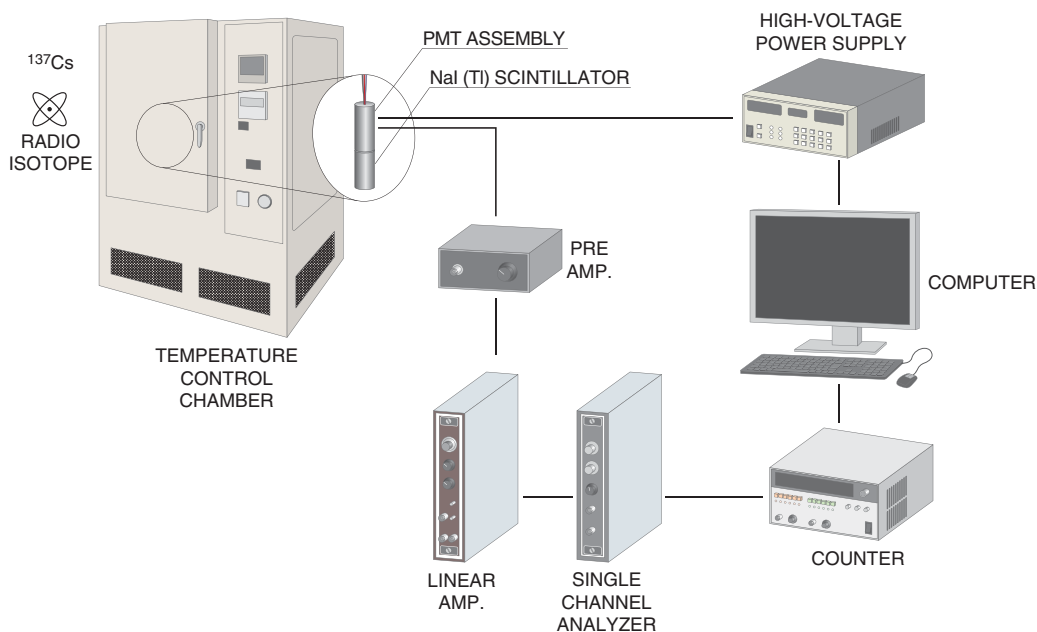 HIGH-VOLTAGE
POWER SUPPLY
PMT ASSEMBLY
NaI (Tl) SCINTILLATOR
¹³⁷Cs
RADIO
ISOTOPE
PRE
AMP.
COMPUTER
TEMPERATURE
CONTROL
CHAMBER
LINEAR
AMP.
SINGLE
CHANNEL
ANALYZER
COUNTER